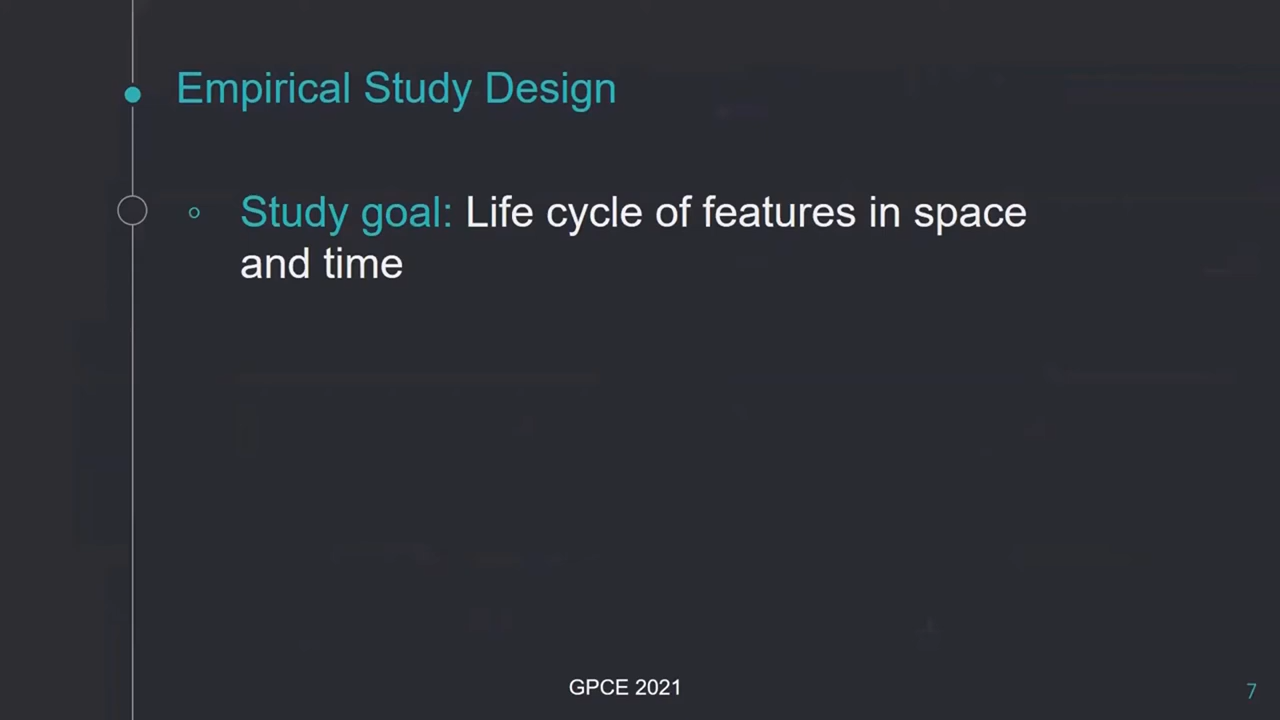 Empirical Study Design
Study goal: Life cycle of features in space
and time
GPCE 2021
7